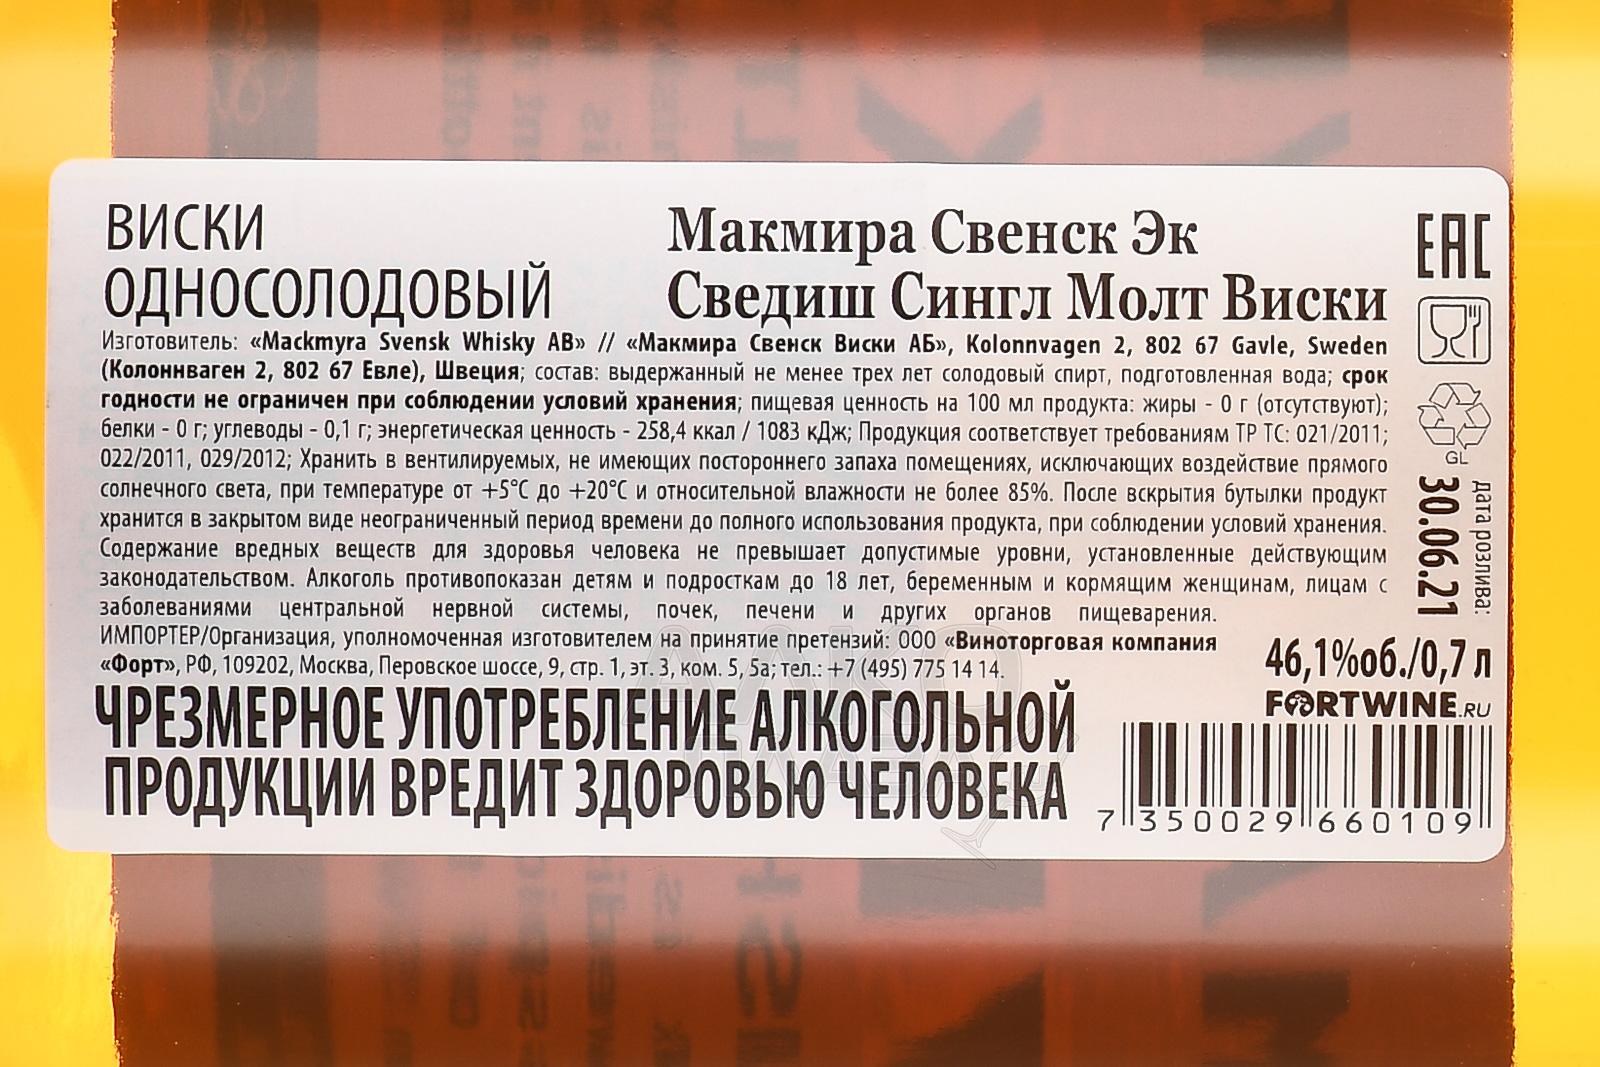 ВИСКИ
ОДНОСОЛОДОВЫЙ
Макмира Свенск Эк
Сведиш Сингл Молт Виски
Изготовитель: «Mackmyra Svensk Whisky AB» // «Макмира Свенск Виски АБ», Kolonnvagen 2, 802 67 Gavle, Sweden
(Колоннваген 2, 802 67 Евле), Швеция; состав: выдержанный не менее трех лет солодовый спирт, подготовленная вода; срок
годности не ограничен при соблюдении условий хранения; пищевая ценность на 100 мл продукта: жиры - 0 г (отсутствуют);
белки - 0 г; углеводы - 0,1 г; энергетическая ценность - 258,4 ккал / 1083 кДж; Продукция соответствует требованиям ТР ТС: 021/2011;
022/2011, 029/2012; Хранить в вентилируемых, не имеющих постороннего запаха помещениях, исключающих воздействие прямого
солнечного света, при температуре от +5°С до +20°С и относительной влажности не более 85%. После вскрытия бутылки продукт
хранится в закрытом виде неограниченный период времени до полного использования продукта, при соблюдении условий хранения.
Содержание вредных веществ для здоровья человека не превышает допустимые уровни, установленные действующим
законодательством. Алкоголь противопоказан детям и подросткам до 18 лет, беременным и кормящим женщинам, лицам с
заболеваниями центральной нервной системы, почек, печени и других органов пищеварения.
ИМПОРТЕР/Организация, уполномоченная изготовителем на принятие претензий: ООО «Виноторговая компания
«Форт», РФ, 109202, Москва, Перовское шоссе, 9, стр. 1, эт. 3, ком. 5, 5а; тел.: +7 (495) 775 14 14.
ЧРЕЗМЕРНОЕ УПОТРЕБЛЕНИЕ АЛКОГОЛЬНОЙ
ПРОДУКЦИИ ВРЕДИТ ЗДОРОВЬЮ ЧЕЛОВЕКА
EAC
GL
дата розлива:
30.06.21
46,1%об./0,7 л
FORTWINE.RU
7 350029 660109